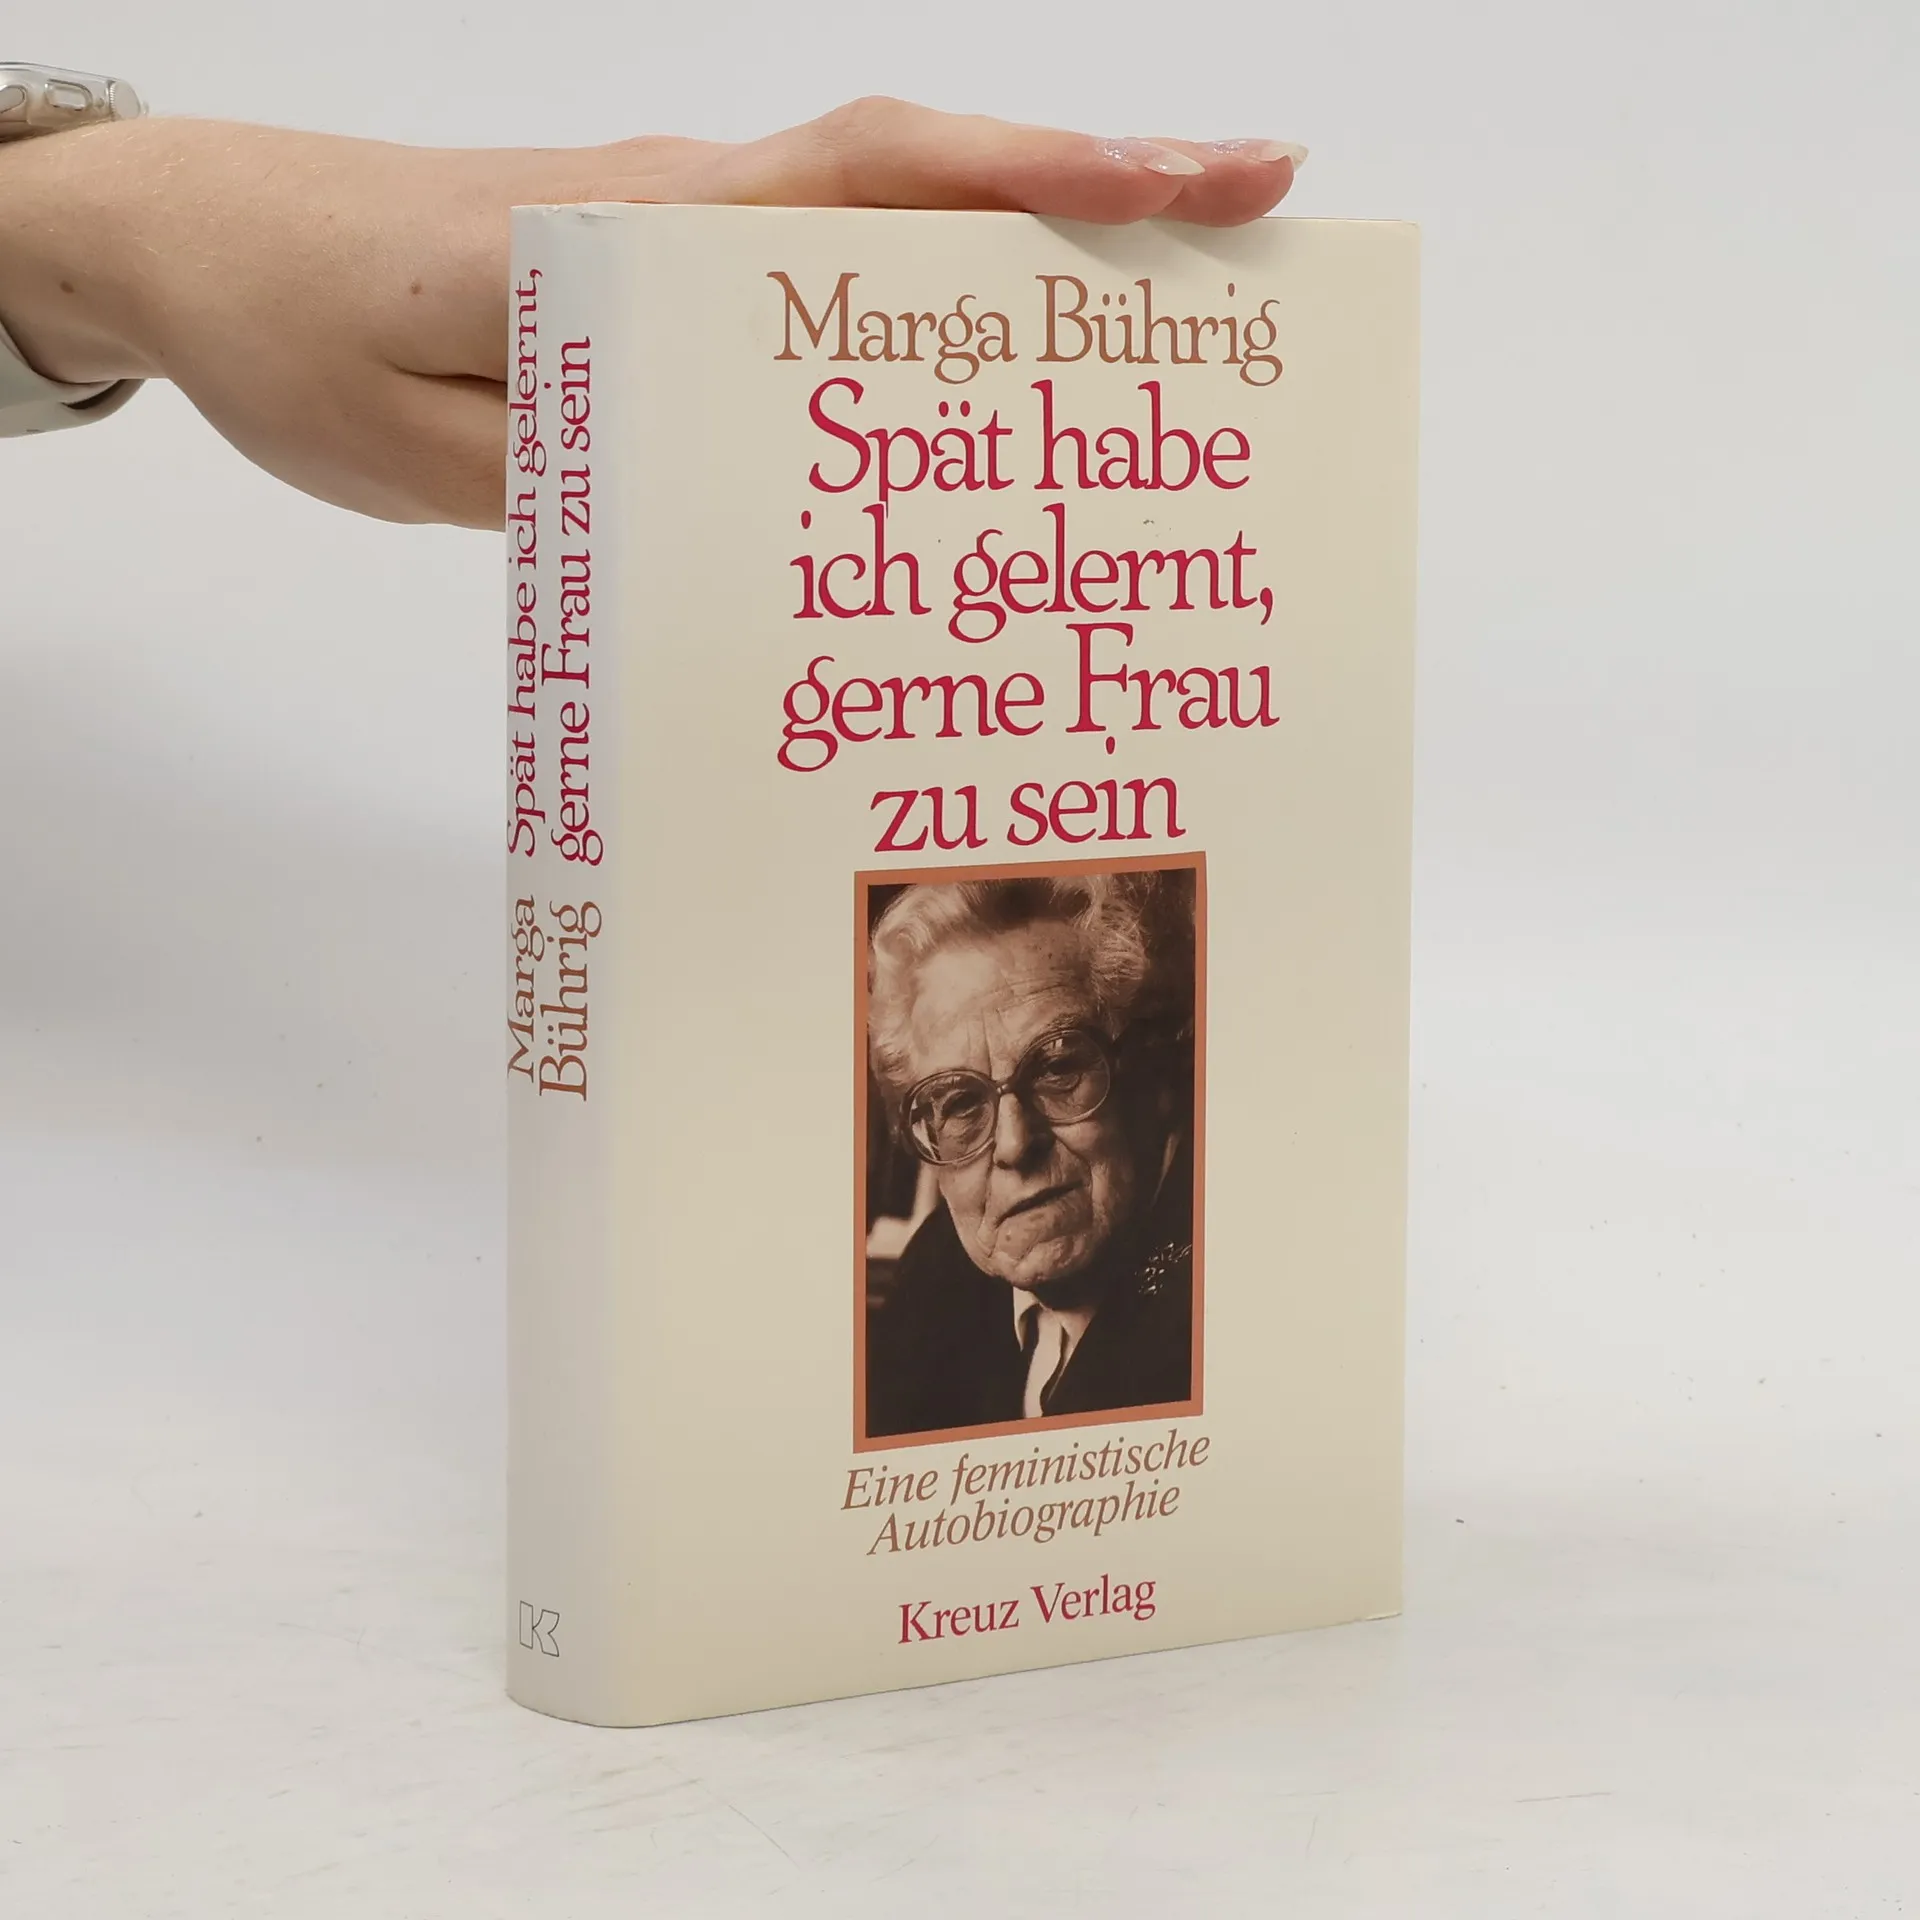 Marga Bührig
Spät habe
ich gelernt,
gerne Frau
zu sein
Eine feministische
Autobiographie
Kreuz Verlag
Marga
Bührig
Spät habe ich gelernt,
gerne Frau zu sein
K